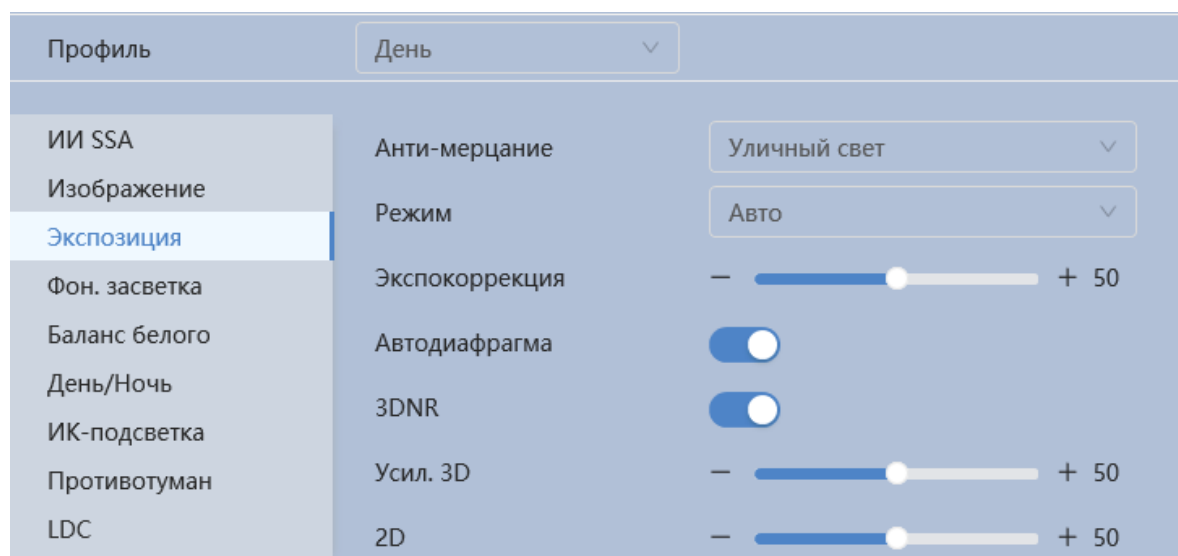 Профиль День
ИИ SSA
Изображение
Экспозиция
Фон. засветка
Баланс белого
День/Ночь
ИК-подсветка
Противотуман
LDC
Анти-мерцание Уличный свет
Режим Авто
Экспокоррекция − + 50
Автодиафрагма
3DNR
Усил. 3D − + 50
2D − + 50